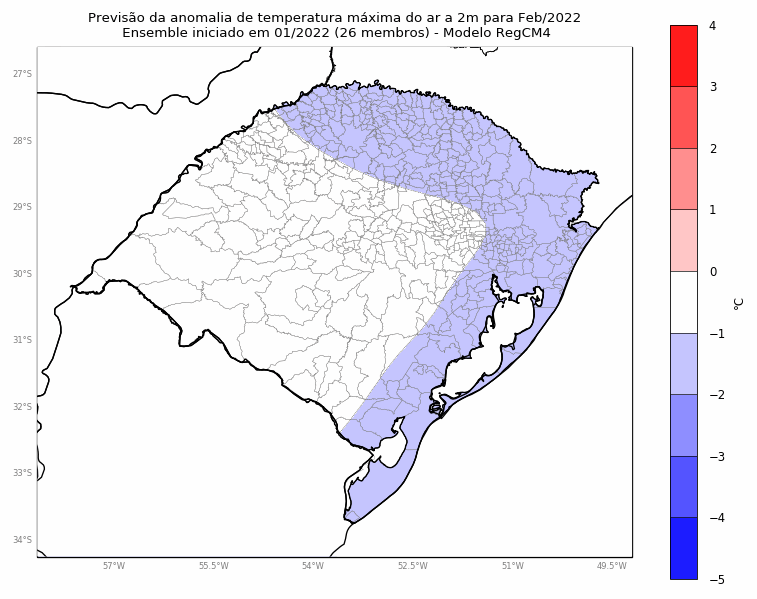 Previsão da anomalia de temperatura máxima do ar a 2m para Feb/2022
Ensemble iniciado em 01/2022 (26 membros) - Modelo RegCM4
27°S
28°S
29°S
30°S
31°S
32°S
33°S
34°S
57°W
55.5°W
54°W
52.5°W
51°W
49.5°W
4
3
2
1
0
−1
−2
−3
−4
−5
°C